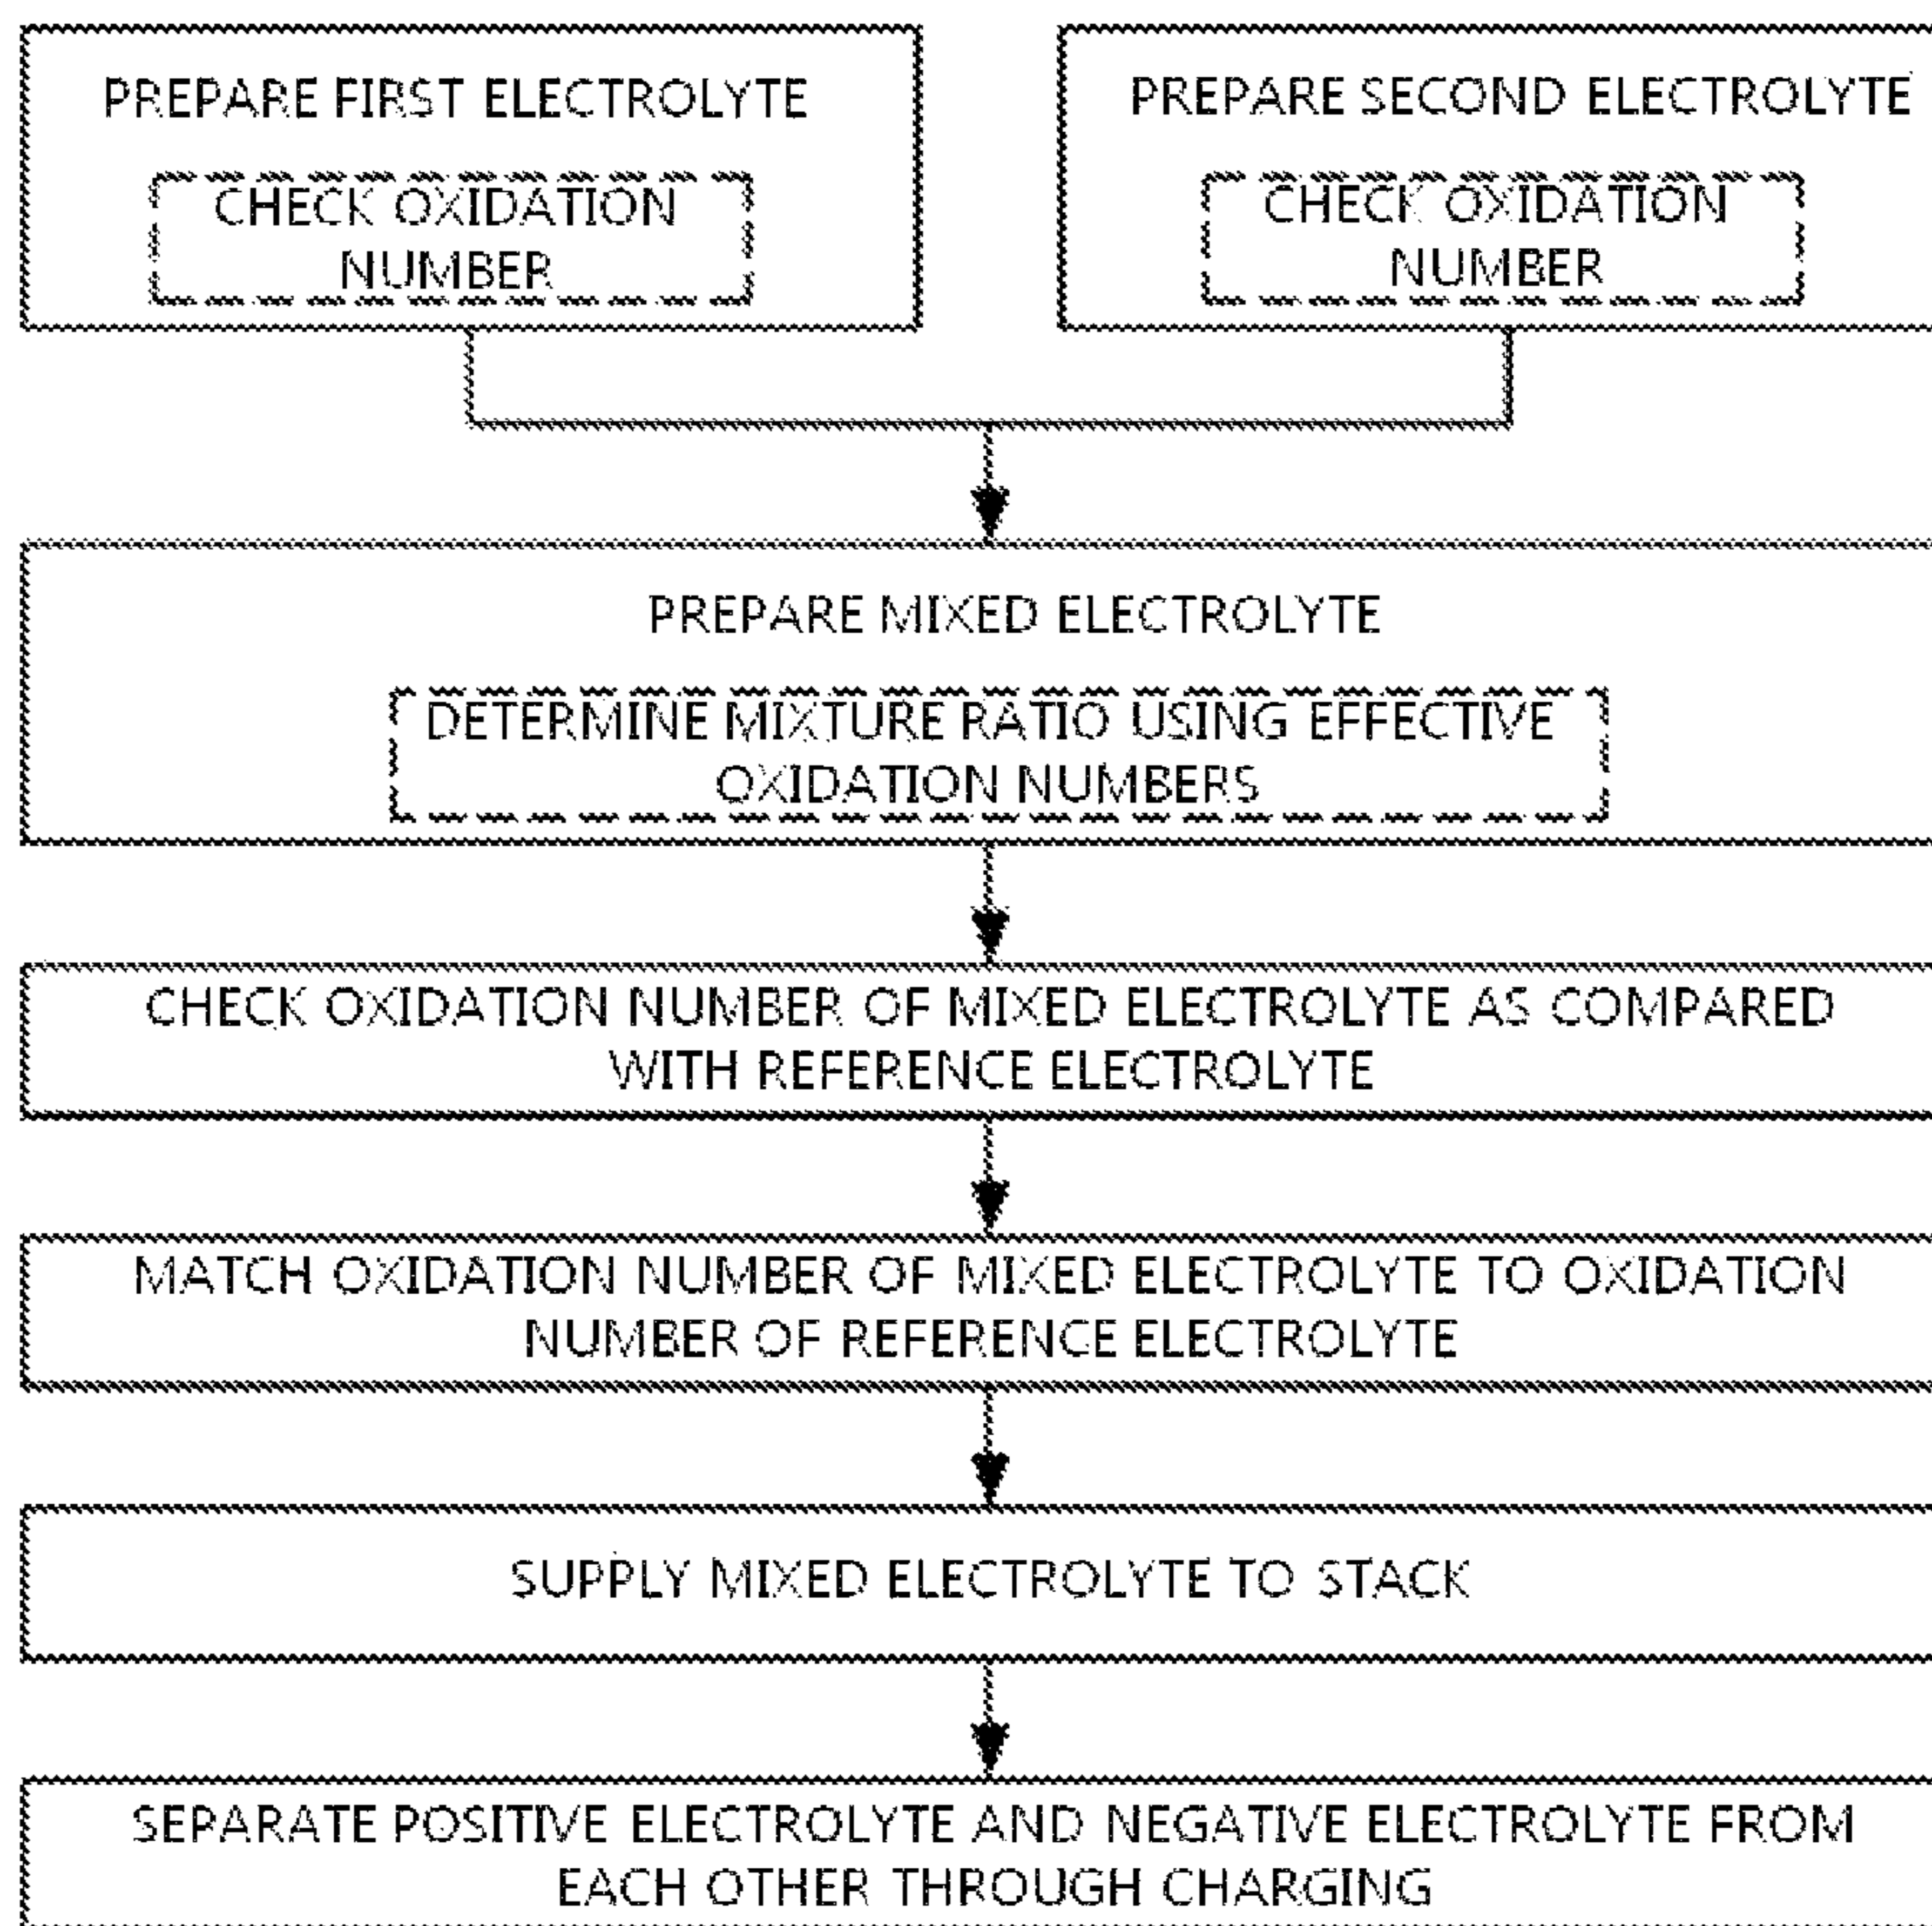 PREPARE FIRST ELECTROLYTE
CHECK OXIDATION
NUMBER
PREPARE SECOND ELECTROLYTE
CHECK OXIDATION
NUMBER
PREPARE MIXED ELECTROLYTE
DETERMINE MIXTURE RATIO USING EFFECTIVE
OXIDATION NUMBERS
CHECK OXIDATION NUMBER OF MIXED ELECTROLYTE AS COMPARED
WITH REFERENCE ELECTROLYTE
MATCH OXIDATION NUMBER OF MIXED ELECTROLYTE TO OXIDATION
NUMBER OF REFERENCE ELECTROLYTE
SUPPLY MIXED ELECTROLYTE TO STACK
SEPARATE POSITIVE ELECTROLYTE AND NEGATIVE ELECTROLYTE FROM
EACH OTHER THROUGH CHARGING